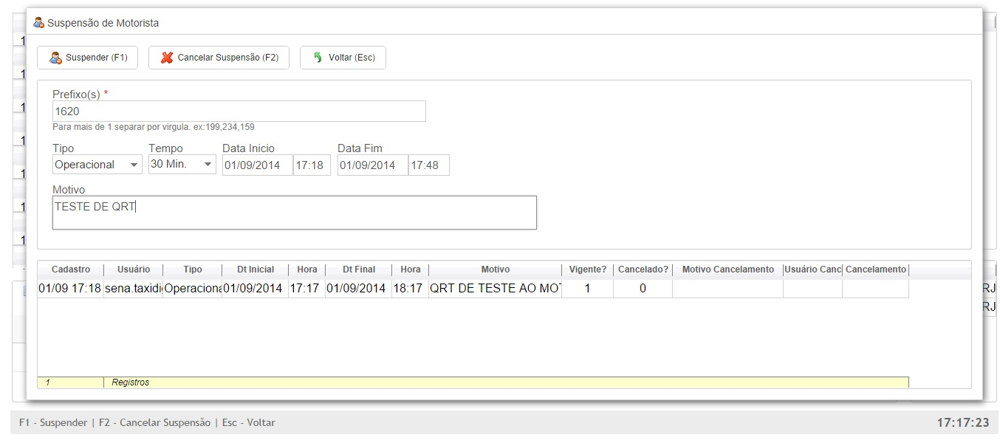 Suspensão de Motorista
Suspender (F1) Cancelar Suspensão (F2) Voltar (Esc)
Prefixo(s) *
1620
Para mais de 1 separar por virgula. ex:199,234,159
Tipo Tempo Data Inicio Data Fim
Operacional 30 Min. 01/09/2014 17:18 01/09/2014 17:48
Motivo
TESTE DE QRT
Cadastro Usuário Tipo Dt Inicial Hora Dt Final Hora Motivo Vigente? Cancelado? Motivo Cancelamento Usuário Canc Cancelamento
01/09 17:18 sena.taxidi Operaciona 01/09/2014 17:17 01/09/2014 18:17 QRT DE TESTE AO MOT 1 0
1 Registros
F1 - Suspender | F2 - Cancelar Suspensão | Esc - Voltar 17:17:23